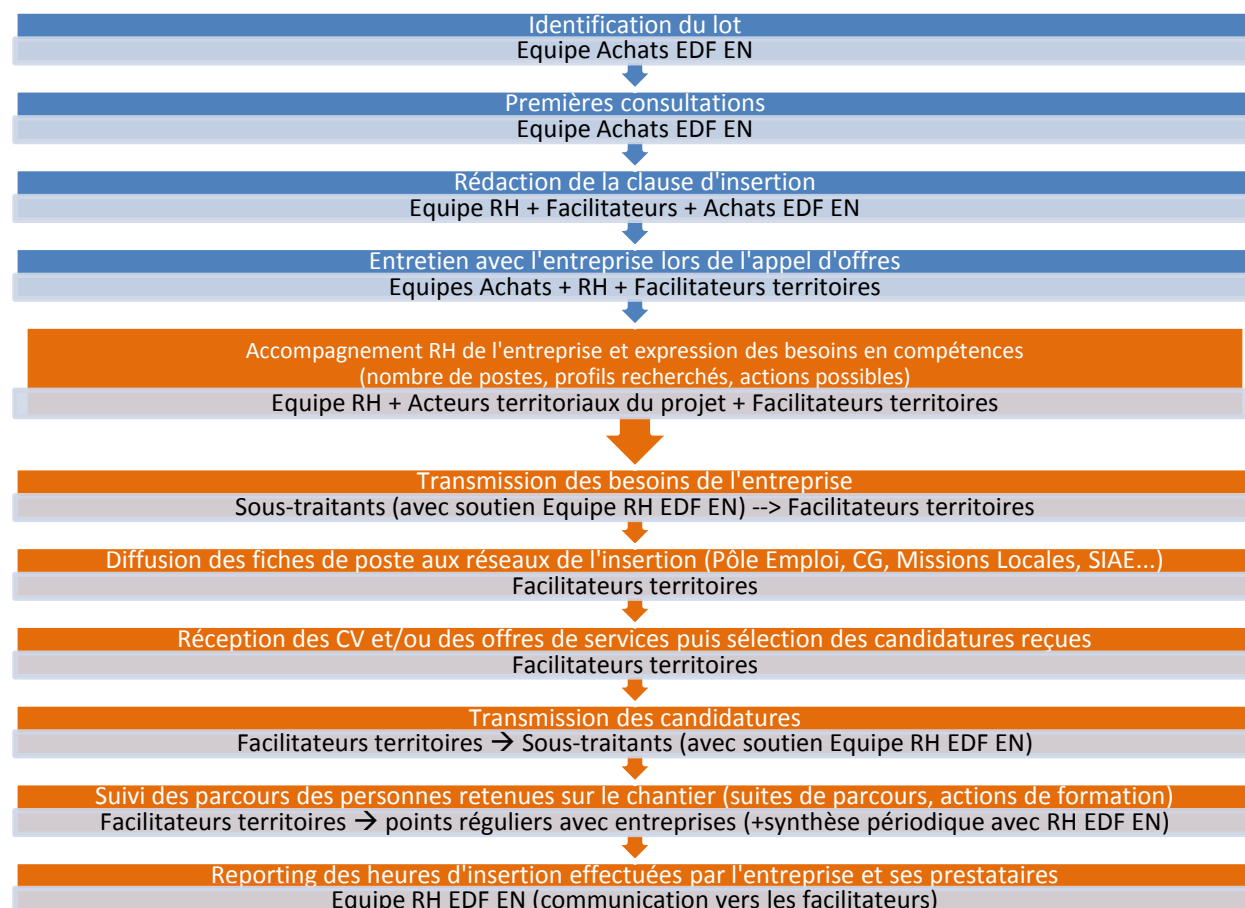 Identification du lot
Equipe Achats EDF EN
Premières consultations
Equipe Achats EDF EN
Rédaction de la clause d'insertion
Equipe RH + Facilitateurs + Achats EDF EN
Entretien avec l'entreprise lors de l'appel d'offres
Equipes Achats + RH + Facilitateurs territoires
Accompagnement RH de l'entreprise et expression des besoins en compétences
(nombre de postes, profils recherchés, actions possibles)
Equipe RH + Acteurs territoriaux du projet + Facilitateurs territoires
Transmission des besoins de l'entreprise
Sous-traitants (avec soutien Equipe RH EDF EN) --> Facilitateurs territoires
Diffusion des fiches de poste aux réseaux de l'insertion (Pôle Emploi, CG, Missions Locales, SIAE...)
Facilitateurs territoires
Réception des CV et/ou des offres de services puis sélection des candidatures reçues
Facilitateurs territoires
Transmission des candidatures
Facilitateurs territoires → Sous-traitants (avec soutien Equipe RH EDF EN)
Suivi des parcours des personnes retenues sur le chantier (suites de parcours, actions de formation)
Facilitateurs territoires → points réguliers avec entreprises (+synthèse périodique avec RH EDF EN)
Reporting des heures d'insertion effectuées par l'entreprise et ses prestataires
Equipe RH EDF EN (communication vers les facilitateurs)